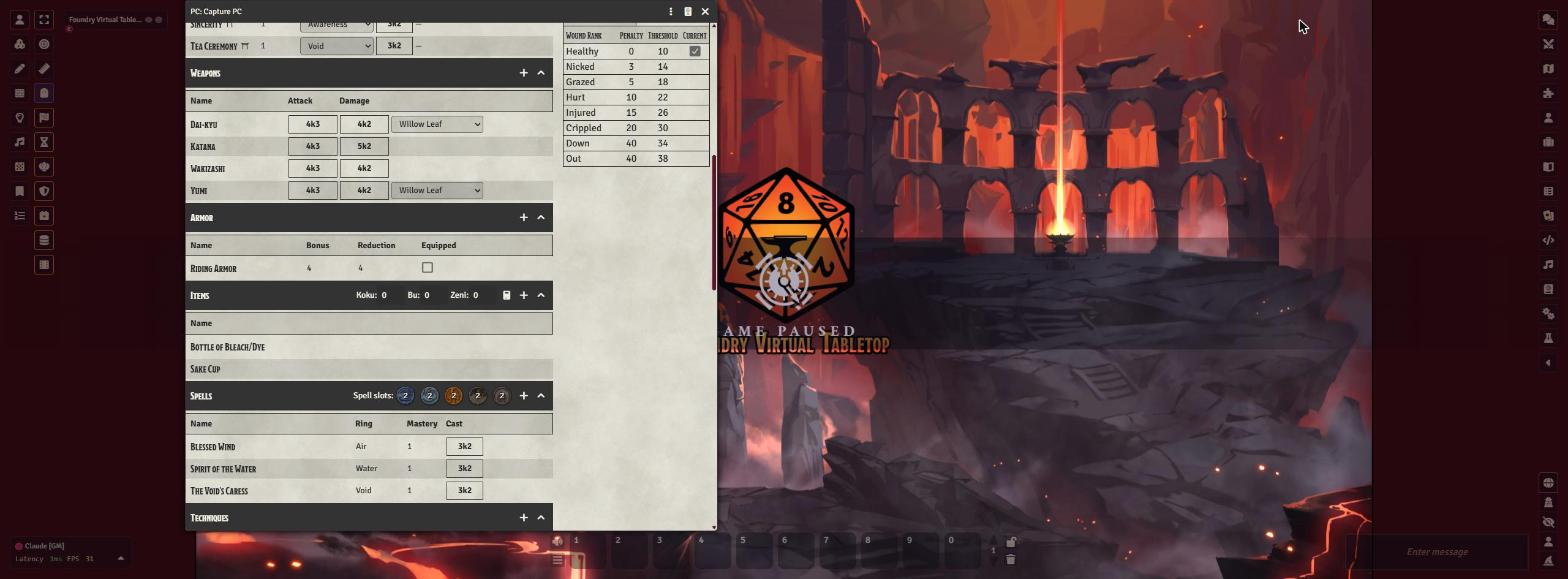 PC: Capture PC
Foundry Virtual Table...
Sincerity 1 Awareness 3k2 –
Tea Ceremony 1 Void 3k2 –
Weapons
Name Attack Damage
Dai-kyu 4k3 4k2 Willow Leaf
Katana 4k3 5k2
Wakizashi 4k3 4k2
Yumi 4k3 4k2 Willow Leaf
Armor
Name Bonus Reduction Equipped
Riding Armor 4 4
Items Koku: 0 Bu: 0 Zeni: 0
Name
Bottle of Bleach/Dye
Sake Cup
Spells Spell slots: 2 2 2 2 2
Name Ring Mastery Cast
Blessed Wind Air 1 3k2
Spirit of the Water Water 1 3k2
The Void's Caress Void 1 3k2
Techniques
Wound Rank Penalty Threshold Current
Healthy 0 10
Nicked 3 14
Grazed 5 18
Hurt 10 22
Injured 15 26
Crippled 20 30
Down 40 34
Out 40 38
8
AME PAUSED
ndry Virtual Tabletop
Claude [GM]
Latency 1ms FPS 31
1 2 3 4 5 6 7 8 9 0
1
Enter message